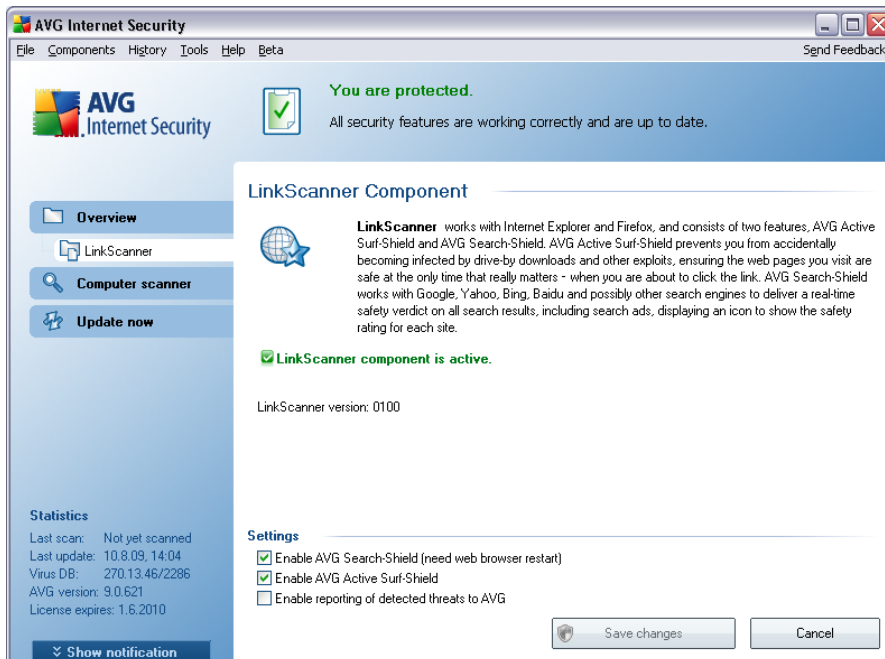 AVG Internet Security
File Components History Tools Help Beta Send Feedback
AVG
Internet Security
You are protected.
All security features are working correctly and are up to date.
Overview
LinkScanner
Computer scanner
Update now
LinkScanner Component
LinkScanner works with Internet Explorer and Firefox, and consists of two features, AVG Active
Surf-Shield and AVG Search-Shield. AVG Active Surf-Shield prevents you from accidentally
becoming infected by drive-by downloads and other exploits, ensuring the web pages you visit are
safe at the only time that really matters - when you are about to click the link. AVG Search-Shield
works with Google, Yahoo, Bing, Baidu and possibly other search engines to deliver a real-time
safety verdict on all search results, including search ads, displaying an icon to show the safety
rating for each site.
LinkScanner component is active.
LinkScanner version: 0100
Statistics
Last scan: Not yet scanned
Last update: 10.8.09, 14:04
Virus DB: 270.13.46/2286
AVG version: 9.0.621
License expires: 1.6.2010
Show notification
Settings
Enable AVG Search-Shield (need web browser restart)
Enable AVG Active Surf-Shield
Enable reporting of detected threats to AVG
Save changes
Cancel